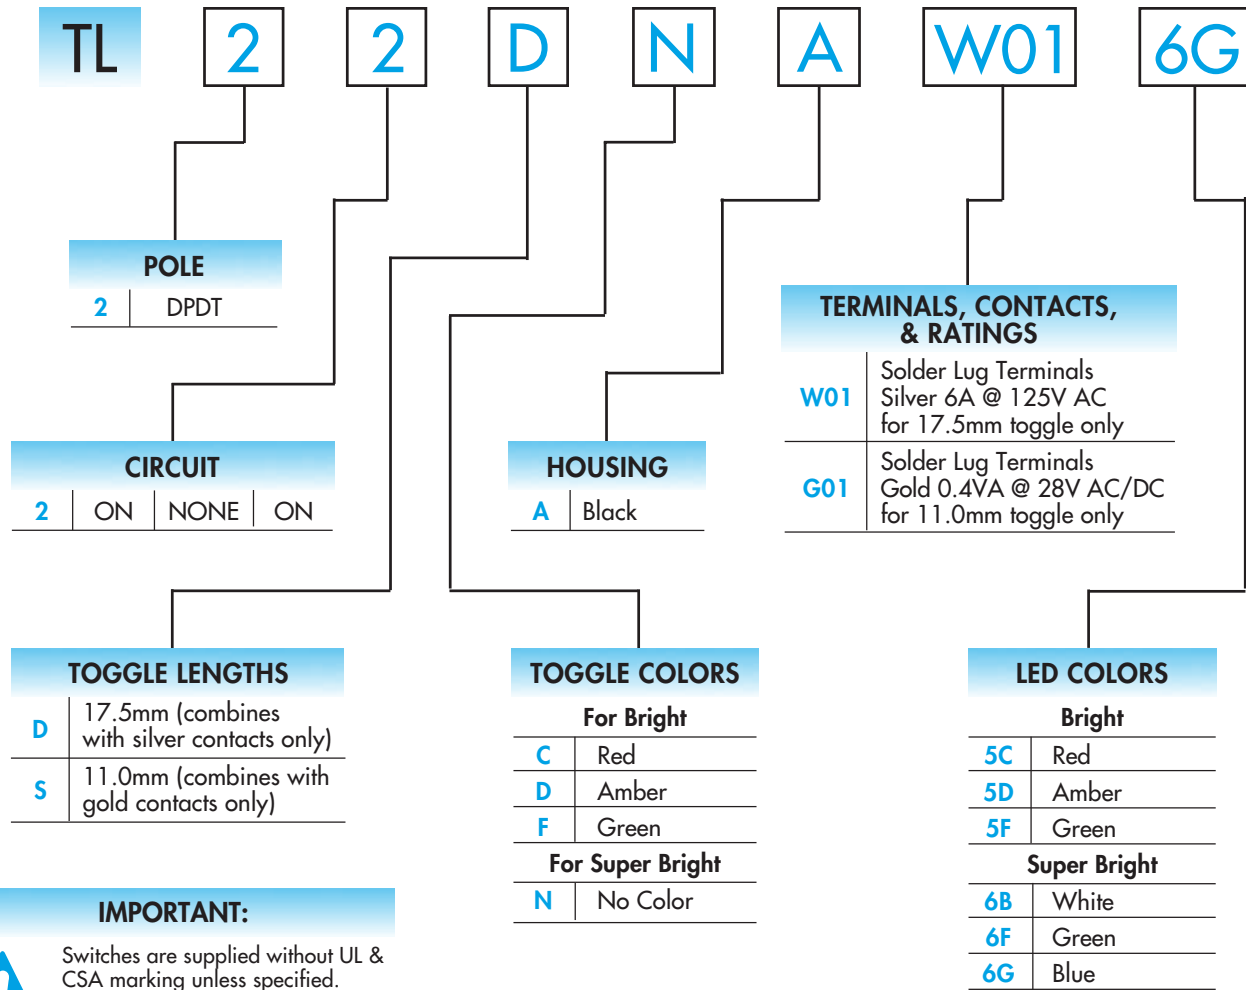 TL 2 2 D N A W01 6G
POLE
2 DPDT
CIRCUIT
2 ON NONE ON
HOUSING
A Black
TERMINALS, CONTACTS,
& RATINGS
W01 Solder Lug Terminals
Silver 6A @ 125V AC
for 17.5mm toggle only
G01 Solder Lug Terminals
Gold 0.4VA @ 28V AC/DC
for 11.0mm toggle only
TOGGLE LENGTHS
D 17.5mm (combines
with silver contacts only)
S 11.0mm (combines with
gold contacts only)
TOGGLE COLORS
For Bright
C Red
D Amber
F Green
For Super Bright
N No Color
LED COLORS
Bright
5C Red
5D Amber
5F Green
Super Bright
6B White
6F Green
6G Blue
IMPORTANT:
Switches are supplied without UL &
CSA marking unless specified.